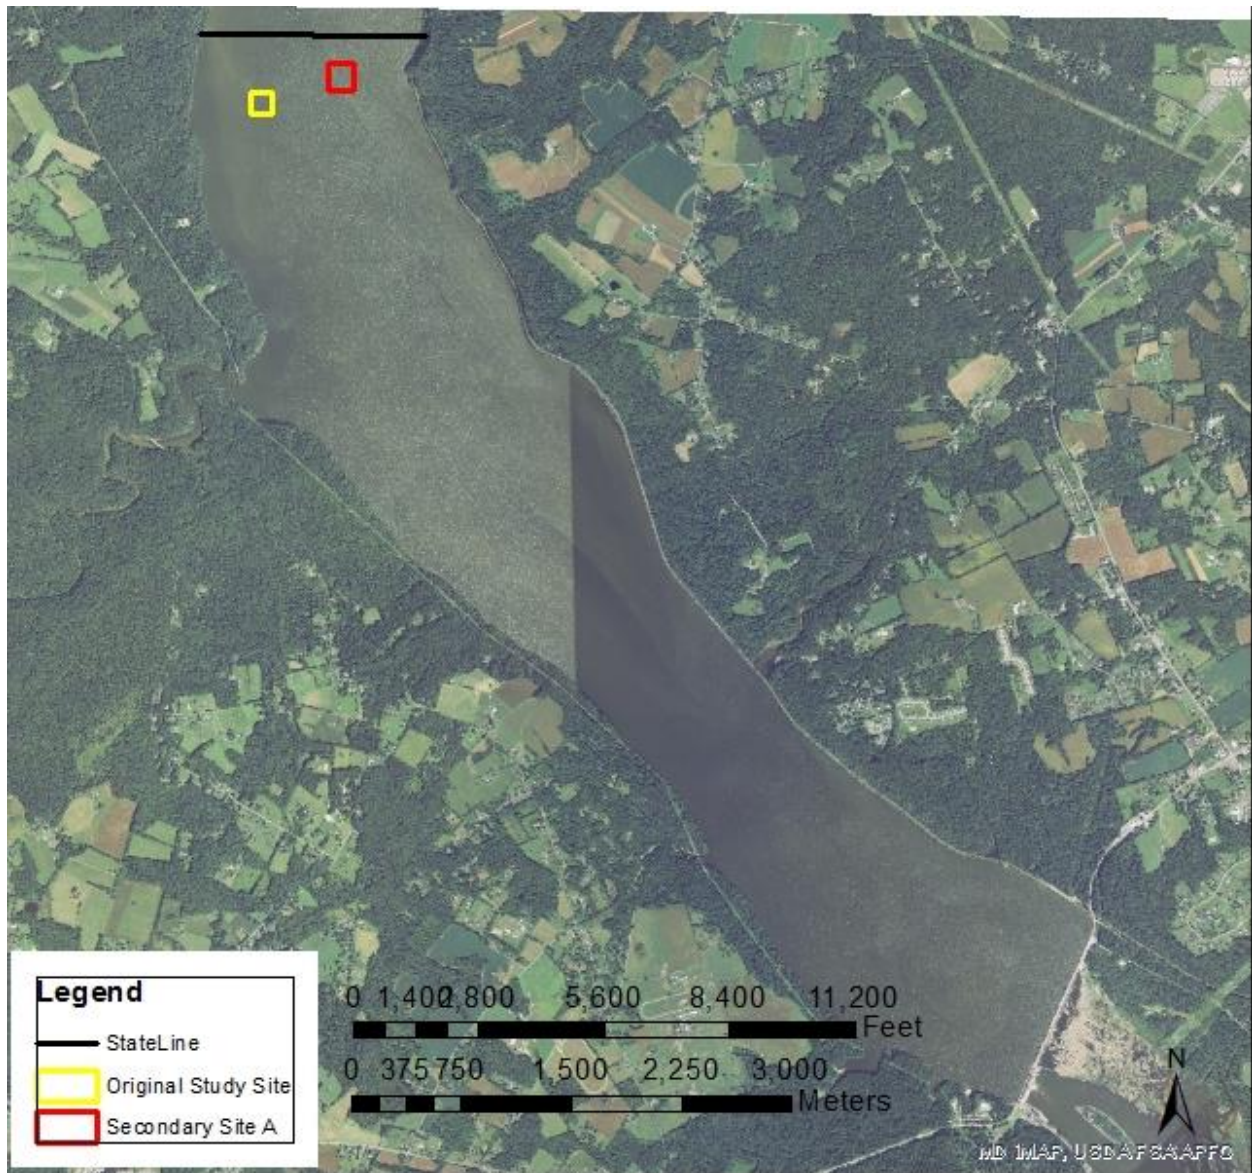 Legend
StateLine
Original Study Site
Secondary Site A
0 1,400 2,800 5,600 8,400 11,200
Feet
0 375 750 1,500 2,250 3,000
Meters
N
MD iMAP, USDA FSA APFO